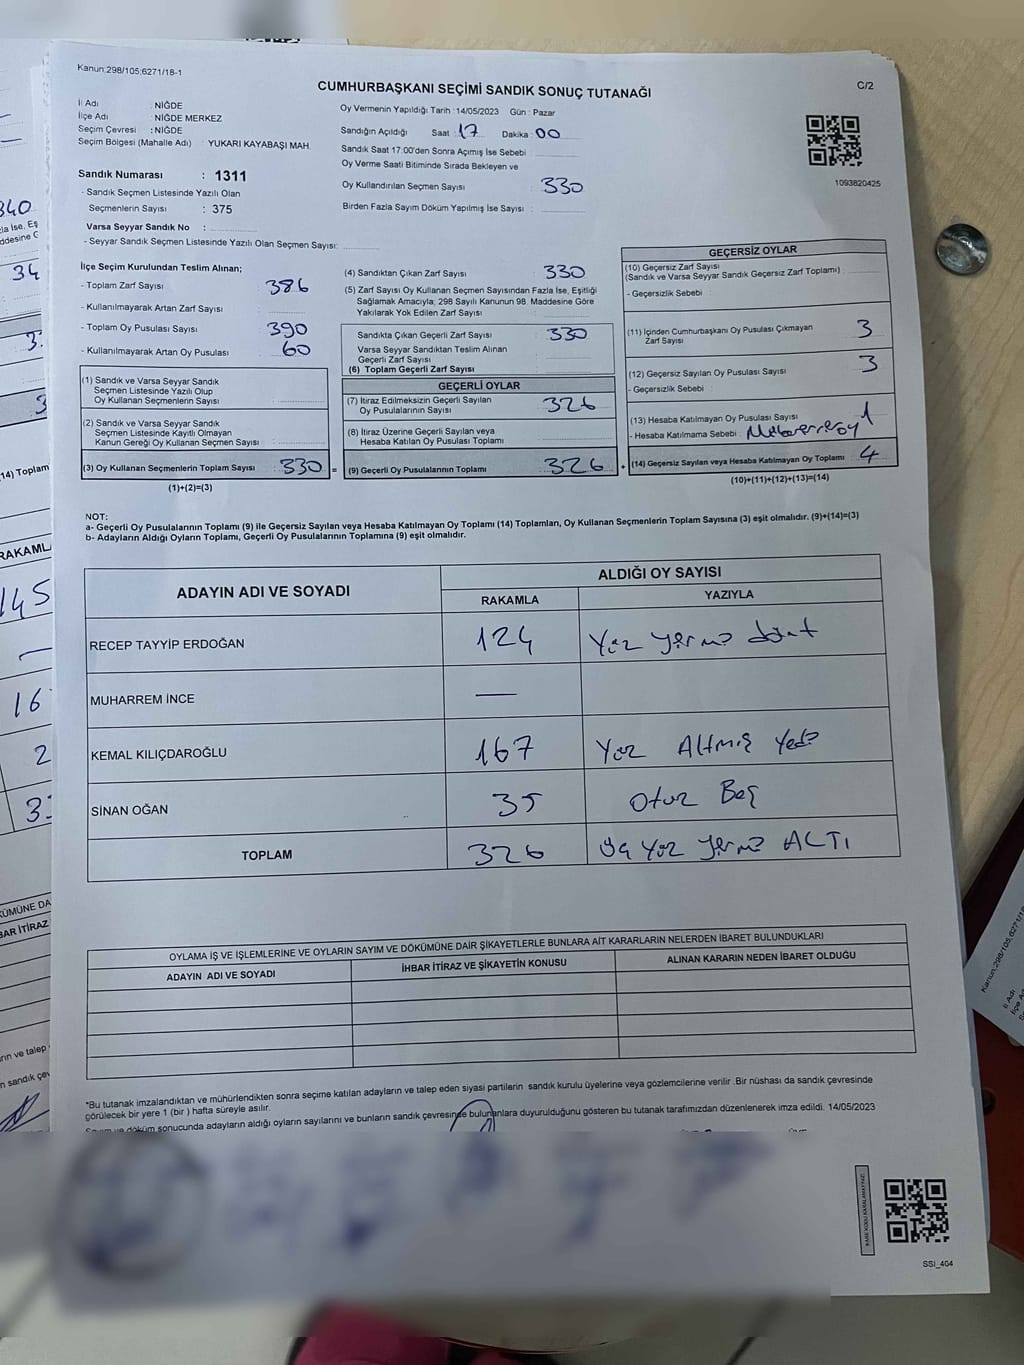 Kanun:298/105;6271/18-1
CUMHURBAŞKANI SEÇİMİ SANDIK SONUÇ TUTANAĞI
C/2
İl Adı : NİĞDE
İlçe Adı : NİĞDE MERKEZ
Seçim Çevresi : NİĞDE
Seçim Bölgesi (Mahalle Adı) : YUKARI KAYABAŞI MAH.
Sandık Numarası : 1311
- Sandık Seçmen Listesinde Yazılı Olan
Seçmenlerin Sayısı : 375
Varsa Seyyar Sandık No :
- Seyyar Sandık Seçmen Listesinde Yazılı Olan Seçmen Sayısı:
Oy Vermenin Yapıldığı Tarih :14/05/2023 Gün : Pazar
Sandığın Açıldığı Saat : 17 Dakika : 00
Sandık Saat 17:00'den Sonra Açımış İse Sebebi
Oy Verme Saati Bitiminde Sırada Bekleyen ve
Oy Kullandırılan Seçmen Sayısı : 330
Birden Fazla Sayım Döküm Yapılmış İse Sayısı :
1093820425
İlçe Seçim Kurulundan Teslim Alınan;
- Toplam Zarf Sayısı : 386
- Kullanılmayarak Artan Zarf Sayısı :
- Toplam Oy Pusulası Sayısı : 390
- Kullanılmayarak Artan Oy Pusulası : 60
(1) Sandık ve Varsa Seyyar Sandık
Seçmen Listesinde Yazılı Olup
Oy Kullanan Seçmenlerin Sayısı :
(2) Sandık ve Varsa Seyyar Sandık
Seçmen Listesinde Kayıtlı Olmayan
Kanun Gereği Oy Kullanan Seçmen Sayısı :
(3) Oy Kullanan Seçmenlerin Toplam Sayısı : 330 =
(1)+(2)=(3)
(4) Sandıktan Çıkan Zarf Sayısı : 330
(5) Zarf Sayısı Oy Kullanan Seçmen Sayısından Fazla İse, Eşitliği
Sağlamak Amacıyla; 298 Sayılı Kanunun 98. Maddesine Göre
Yakılarak Yok Edilen Zarf Sayısı :
Sandıkta Çıkan Geçerli Zarf Sayısı : 330
Varsa Seyyar Sandıktan Teslim Alınan
Geçerli Zarf Sayısı :
(6) Toplam Geçerli Zarf Sayısı :
GEÇERLİ OYLAR
(7) İtiraz Edilmeksizin Geçerli Sayılan
Oy Pusulalarının Sayısı : 326
(8) İtiraz Üzerine Geçerli Sayılan veya
Hesaba Katılan Oy Pusulası Toplamı :
(9) Geçerli Oy Pusulalarının Toplamı : 326 +
GEÇERSİZ OYLAR
(10) Geçersiz Zarf Sayısı
(Sandık ve Varsa Seyyar Sandık Geçersiz Zarf Toplamı) :
- Geçersizlik Sebebi :
(11) İçinden Cumhurbaşkanı Oy Pusulası Çıkmayan
Zarf Sayısı : 3
(12) Geçersiz Sayılan Oy Pusulası Sayısı : 3
- Geçersizlik Sebebi :
(13) Hesaba Katılmayan Oy Pusulası Sayısı : 1
- Hesaba Katılmama Sebebi :
(14) Geçersiz Sayılan veya Hesaba Katılmayan Oy Toplamı : 4
(10)+(11)+(12)+(13)=(14)
NOT:
a- Geçerli Oy Pusulalarının Toplamı (9) ile Geçersiz Sayılan veya Hesaba Katılmayan Oy Toplamı (14) Toplamları, Oy Kullanan Seçmenlerin Toplam Sayısına (3) eşit olmalıdır. (9)+(14)=(3)
b- Adayların Aldığı Oyların Toplamı, Geçerli Oy Pusulalarının Toplamına (9) eşit olmalıdır.
ADAYIN ADI VE SOYADI
ALDIĞI OY SAYISI
RAKAMLA YAZIYLA
RECEP TAYYİP ERDOĞAN 124 Yüz yirmi dört
MUHARREM İNCE —
KEMAL KILIÇDAROĞLU 167 Yüz Altmış Yedi
SİNAN OĞAN 35 Otuz Beş
TOPLAM 326 Üç yüz yirmi ALTI
OYLAMA İŞ VE İŞLEMLERİNE VE OYLARIN SAYIM VE DÖKÜMÜNE DAİR ŞİKAYETLERLE BUNLARA AİT KARARLARIN NELERDEN İBARET BULUNDUKLARI
ADAYIN ADI VE SOYADI İHBAR İTİRAZ VE ŞİKAYETİN KONUSU ALINAN KARARIN NEDEN İBARET OLDUĞU
*Bu tutanak imzalandıktan ve mühürlendikten sonra seçime katılan adayların ve talep eden siyasi partilerin sandık kurulu üyelerine veya gözlemcilerine verilir .Bir nüshası da sandık çevresinde
görülecek bir yere 1 (bir ) hafta süreyle asılır.
döküm sonucunda adayların aldığı oyların sayılarını ve bunların sandık çevresinde bulunanlara duyurulduğunu gösteren bu tutanak tarafımızdan düzenlenerek imza edildi. 14/05/2023
SSİ_404
340
34
(14) Toplam
RAKAMLA
145
16
2